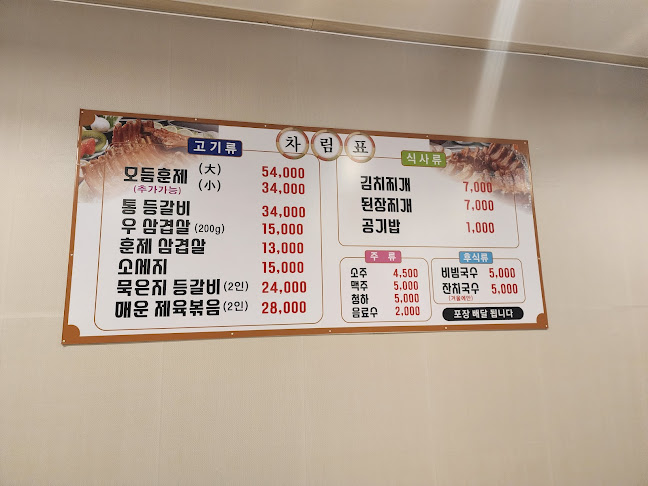 차림표
고기류
모듬훈제 (大) 54,000
(추가가능) (小) 34,000
통 등갈비 34,000
우 삼겹살 (200g) 15,000
훈제 삼겹살 13,000
소세지 15,000
묵은지 등갈비 (2인) 24,000
매운 제육볶음 (2인) 28,000
식사류
김치찌개 7,000
된장찌개 7,000
공기밥 1,000
주 류
소주 4,500
맥주 5,000
청하 5,000
음료수 2,000
후식류
비빔국수 5,000
잔치국수 5,000
(겨울메뉴)
포장 배달 됩니다